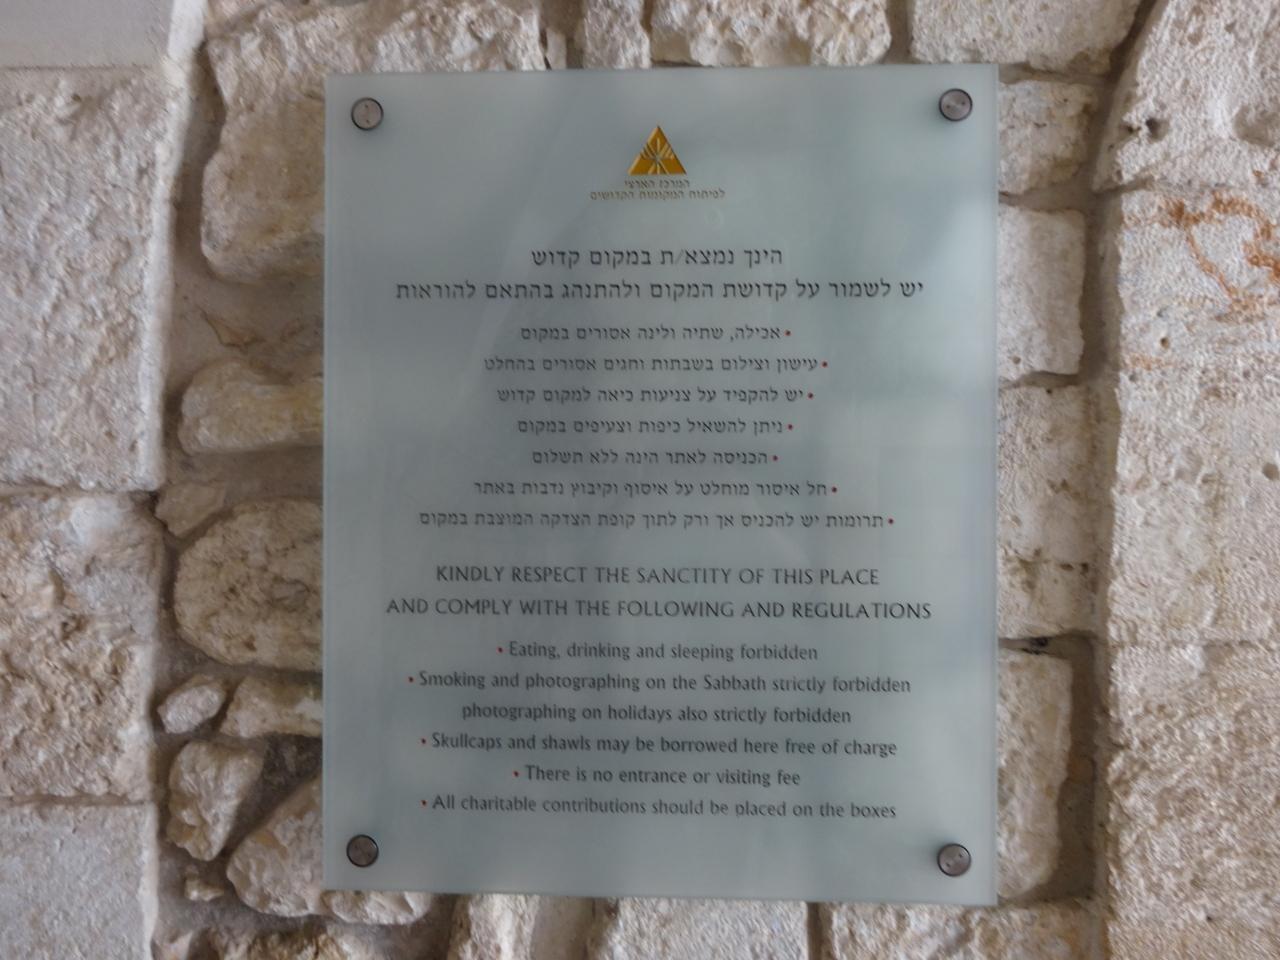 המרכז הארצי
לפיתוח המקומות הקדושים
הינך נמצא/ת במקום קדוש
יש לשמור על קדושת המקום ולהתנהג בהתאם להוראות
• אכילה, שתיה ולינה אסורים במקום
• עישון וצילום בשבתות וחגים אסורים בהחלט
• יש להקפיד על צניעות כיאה למקום קדוש
• ניתן להשאיל כיפות וצעיפים במקום
• הכניסה לאתר הינה ללא תשלום
• חל איסור מוחלט על איסוף וקיבוץ נדבות באתר
• תרומות יש להכניס אך ורק לתוך קופת הצדקה המוצבת במקום
KINDLY RESPECT THE SANCTITY OF THIS PLACE
AND COMPLY WITH THE FOLLOWING AND REGULATIONS
• Eating, drinking and sleeping forbidden
• Smoking and photographing on the Sabbath strictly forbidden
photographing on holidays also strictly forbidden
• Skullcaps and shawls may be borrowed here free of charge
• There is no entrance or visiting fee
• All charitable contributions should be placed on the boxes